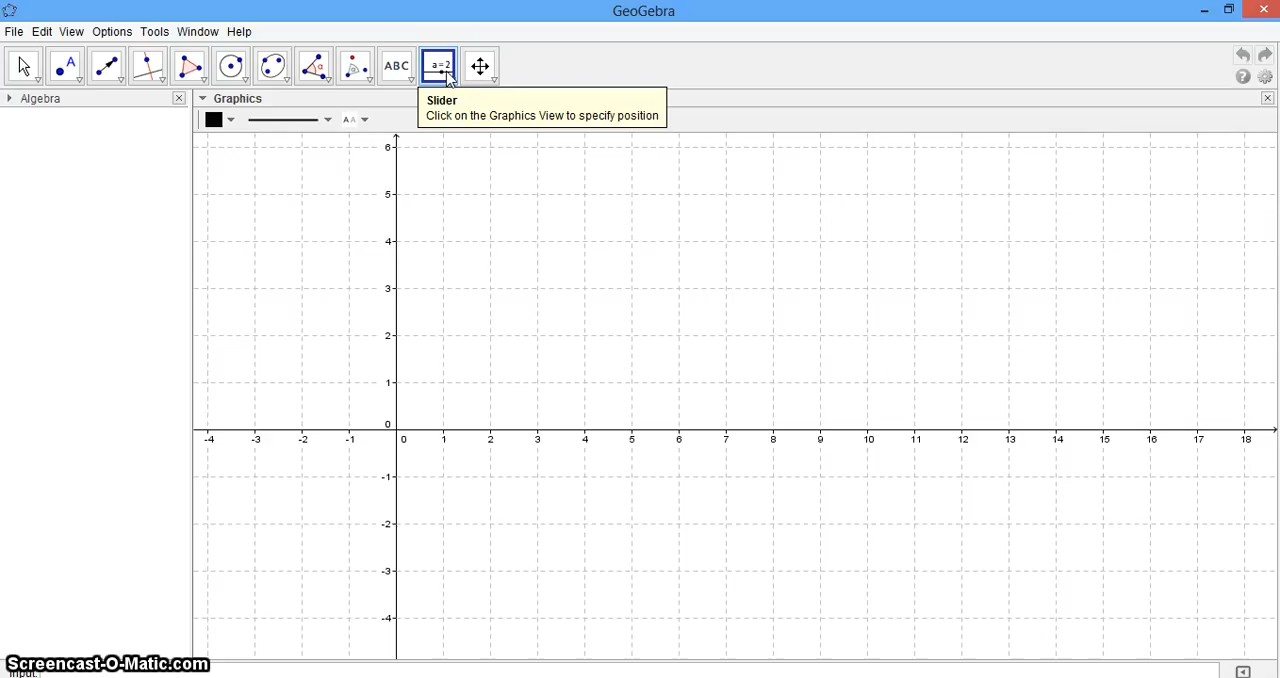 GeoGebra
File Edit View Options Tools Window Help
A
α
ABC
a=2
Slider
Click on the Graphics View to specify position
Algebra
Graphics
A A
6
5
4
3
2
1
0
-4 -3 -2 -1 0 1 2 3 4 5 6 7 8 9 10 11 12 13 14 15 16 17 18
-1
-2
-3
-4
Screencast-O-Matic.com
Input: